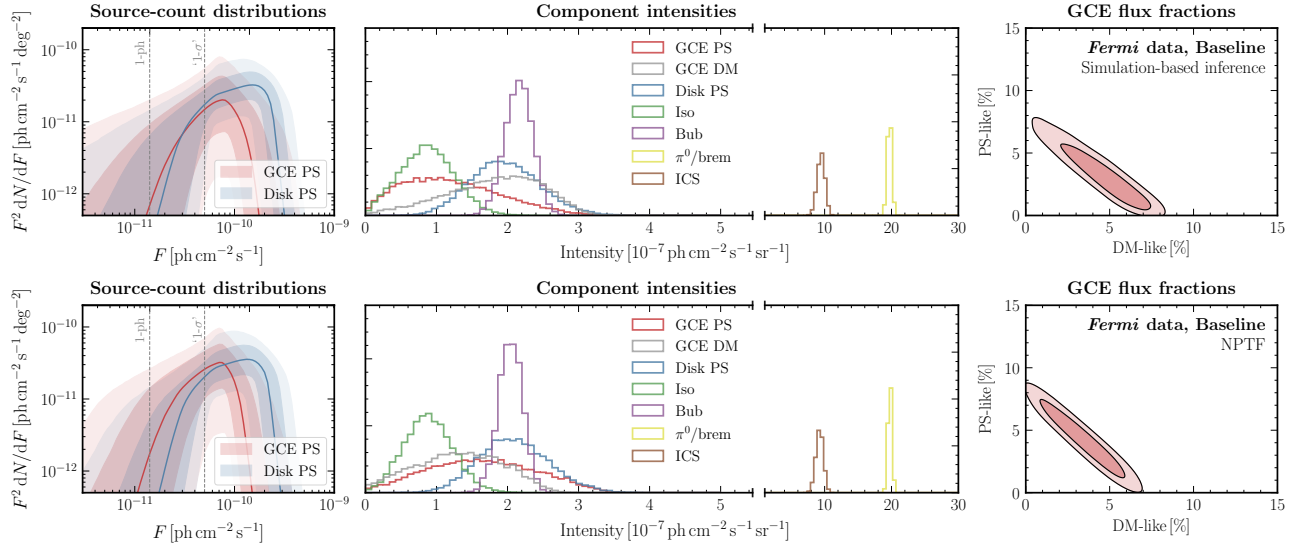 Source-count distributions
F² dN/dF [ph cm⁻² s⁻¹ deg⁻²]
10⁻¹⁰
10⁻¹¹
10⁻¹²
1-ph
'1-σ'
GCE PS
Disk PS
10⁻¹¹ 10⁻¹⁰ 10⁻⁹
F [ph cm⁻² s⁻¹]
Component intensities
GCE PS
GCE DM
Disk PS
Iso
Bub
π⁰/brem
ICS
0 1 2 3 4 5 10 20 30
Intensity [10⁻⁷ ph cm⁻² s⁻¹ sr⁻¹]
GCE flux fractions
Fermi data, Baseline
Simulation-based inference
PS-like [%]
15
10
5
0
0 5 10 15
DM-like [%]
Source-count distributions
F² dN/dF [ph cm⁻² s⁻¹ deg⁻²]
10⁻¹⁰
10⁻¹¹
10⁻¹²
1-ph
'1-σ'
GCE PS
Disk PS
10⁻¹¹ 10⁻¹⁰ 10⁻⁹
F [ph cm⁻² s⁻¹]
Component intensities
GCE PS
GCE DM
Disk PS
Iso
Bub
π⁰/brem
ICS
0 1 2 3 4 5 10 20 30
Intensity [10⁻⁷ ph cm⁻² s⁻¹ sr⁻¹]
GCE flux fractions
Fermi data, Baseline
NPTF
PS-like [%]
15
10
5
0
0 5 10 15
DM-like [%]